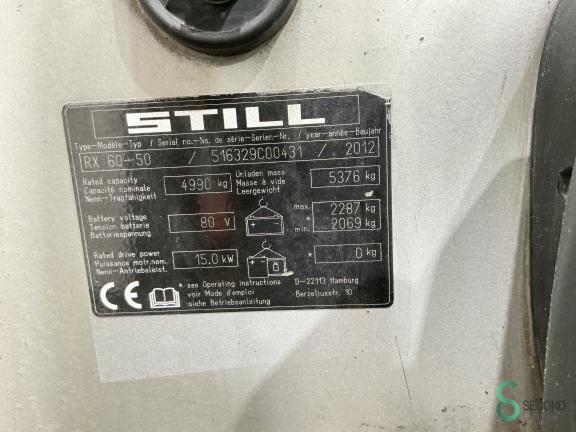 STILL
Type-Modèle-Typ / Serial no.-No. de série-Serien-Nr. / year-année-Baujahr
RX 60-50 / 516329C00431 / 2012
Rated capacity
Capacité nominale
Nenn-Tragfähigkeit
4990 kg
Unladen mass
Masse à vide
Leergewicht
5376 kg
Battery voltage
Tension batterie
Batteriespannung
80 V
max. 2287 kg
*
min. 2069 kg
Rated drive power
Puissance motr.nom.
Nenn-Antriebsleist.
15.0 kW
* 0 kg
CE
* see Operating instructions
voir Mode d'emploi
siehe Betriebsanleitung
D-22113 Hamburg
Berzeliusstr. 10
S SECOND